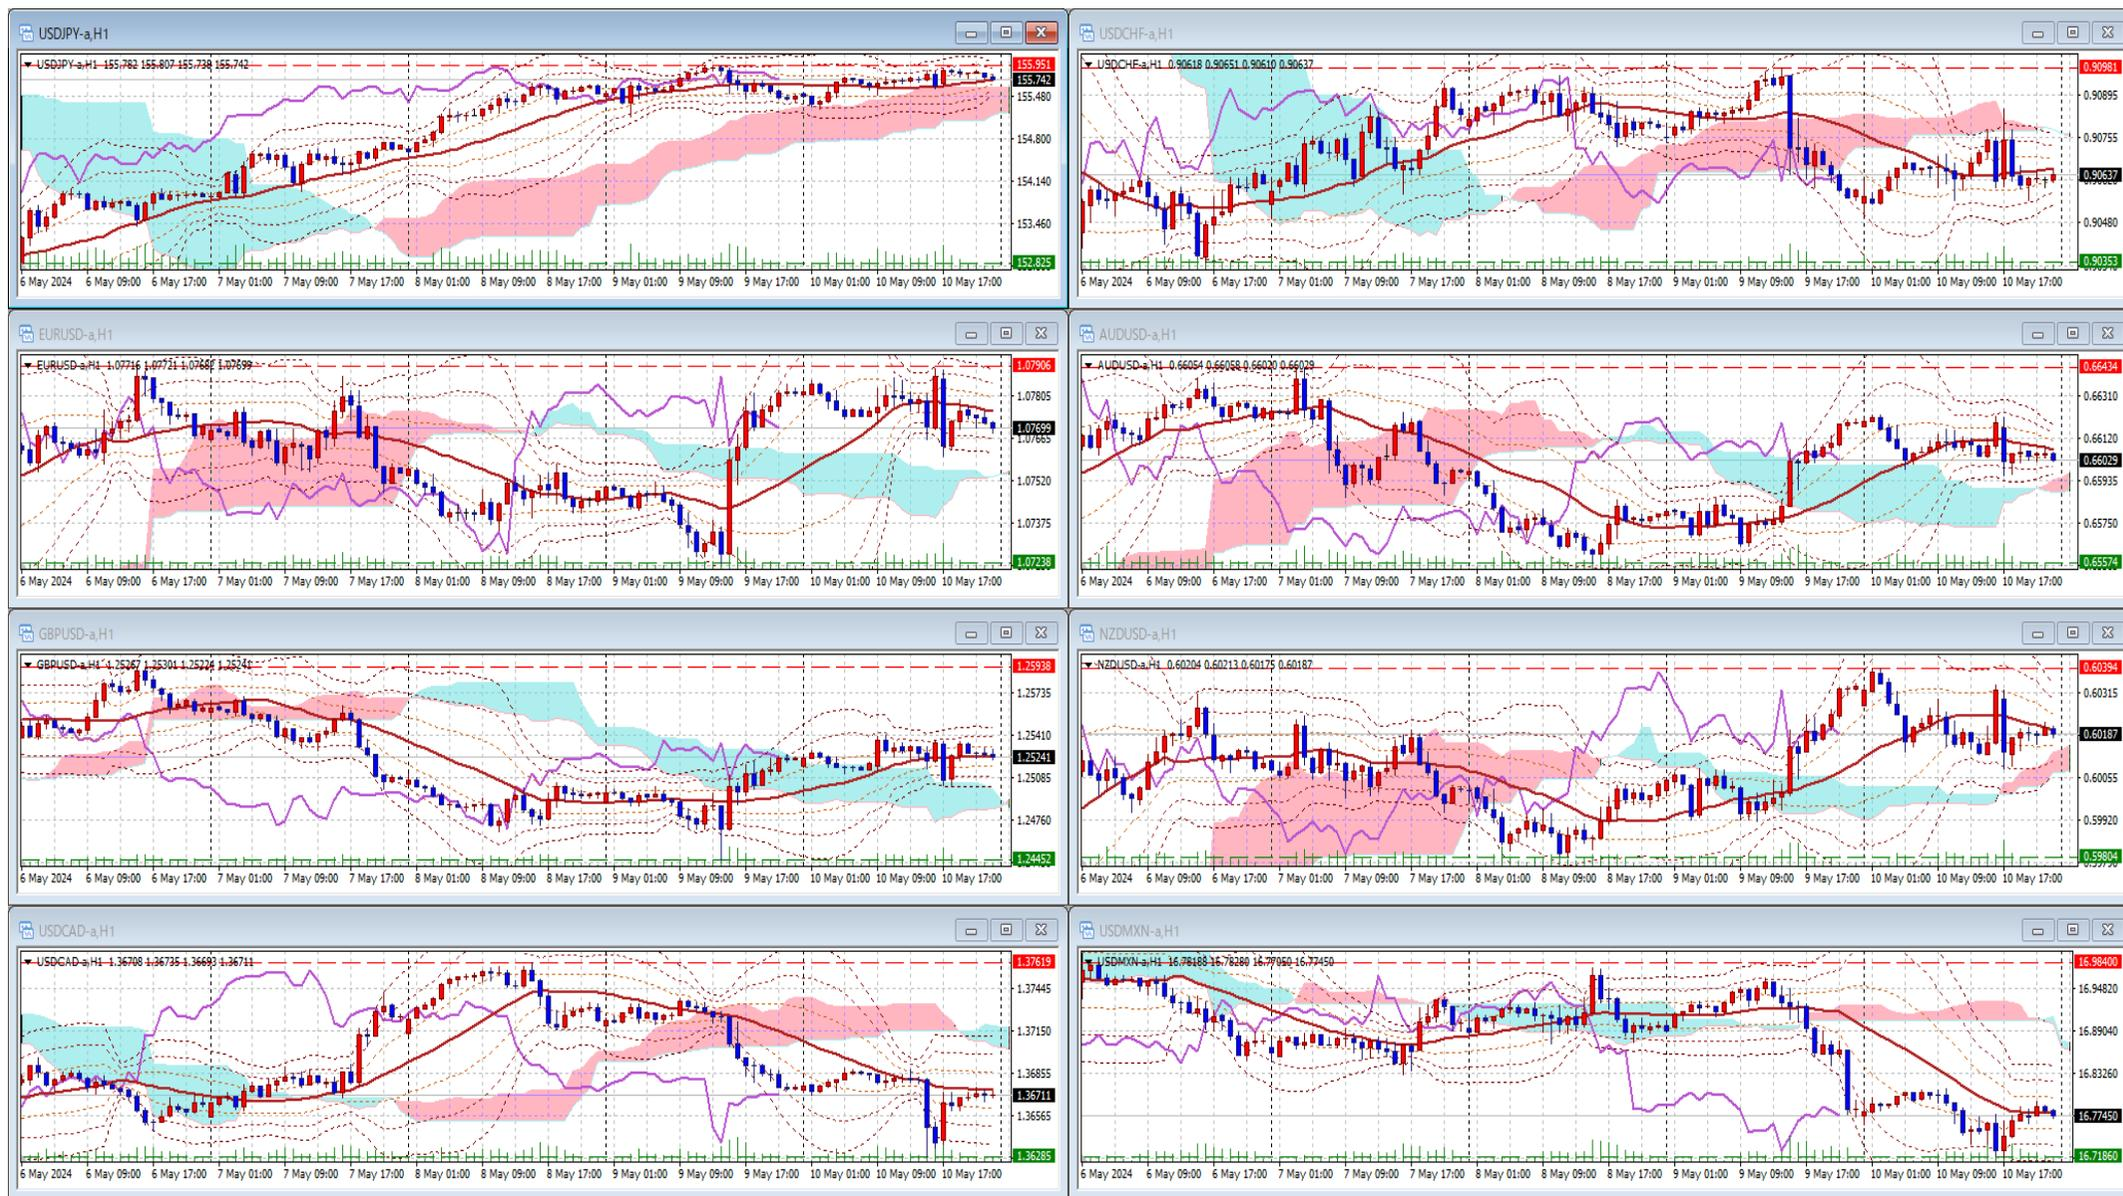 USDJPY-a,H1
USDJPY-a,H1 155.782 155.807 155.738 155.742
155.951
155.742
155.480
154.800
154.140
153.460
152.825
6 May 2024 6 May 09:00 6 May 17:00 7 May 01:00 7 May 09:00 7 May 17:00 8 May 01:00 8 May 09:00 8 May 17:00 9 May 01:00 9 May 09:00 9 May 17:00 10 May 01:00 10 May 09:00 10 May 17:00
USDCHF-a,H1
USDCHF-a,H1 0.90618 0.90651 0.90610 0.90637
0.90981
0.90895
0.90755
0.90637
0.90480
0.90353
6 May 2024 6 May 09:00 6 May 17:00 7 May 01:00 7 May 09:00 7 May 17:00 8 May 01:00 8 May 09:00 8 May 17:00 9 May 01:00 9 May 09:00 9 May 17:00 10 May 01:00 10 May 09:00 10 May 17:00
EURUSD-a,H1
EURUSD-a,H1 1.07716 1.07721 1.07682 1.07699
1.07906
1.07805
1.07699
1.07665
1.07520
1.07375
1.07238
6 May 2024 6 May 09:00 6 May 17:00 7 May 01:00 7 May 09:00 7 May 17:00 8 May 01:00 8 May 09:00 8 May 17:00 9 May 01:00 9 May 09:00 9 May 17:00 10 May 01:00 10 May 09:00 10 May 17:00
AUDUSD-a,H1
AUDUSD-a,H1 0.66054 0.66058 0.66020 0.66029
0.66434
0.66310
0.66120
0.66029
0.65935
0.65750
0.65574
6 May 2024 6 May 09:00 6 May 17:00 7 May 01:00 7 May 09:00 7 May 17:00 8 May 01:00 8 May 09:00 8 May 17:00 9 May 01:00 9 May 09:00 9 May 17:00 10 May 01:00 10 May 09:00 10 May 17:00
GBPUSD-a,H1
GBPUSD-a,H1 1.25267 1.25301 1.25224 1.25241
1.25938
1.25735
1.25410
1.25241
1.25085
1.24760
1.24452
6 May 2024 6 May 09:00 6 May 17:00 7 May 01:00 7 May 09:00 7 May 17:00 8 May 01:00 8 May 09:00 8 May 17:00 9 May 01:00 9 May 09:00 9 May 17:00 10 May 01:00 10 May 09:00 10 May 17:00
NZDUSD-a,H1
NZDUSD-a,H1 0.60204 0.60213 0.60175 0.60187
0.60394
0.60315
0.60187
0.60055
0.59920
0.59804
6 May 2024 6 May 09:00 6 May 17:00 7 May 01:00 7 May 09:00 7 May 17:00 8 May 01:00 8 May 09:00 8 May 17:00 9 May 01:00 9 May 09:00 9 May 17:00 10 May 01:00 10 May 09:00 10 May 17:00
USDCAD-a,H1
USDCAD-a,H1 1.36708 1.36735 1.36693 1.36711
1.37619
1.37445
1.37150
1.36855
1.36711
1.36565
1.36285
6 May 2024 6 May 09:00 6 May 17:00 7 May 01:00 7 May 09:00 7 May 17:00 8 May 01:00 8 May 09:00 8 May 17:00 9 May 01:00 9 May 09:00 9 May 17:00 10 May 01:00 10 May 09:00 10 May 17:00
USDMXN-a,H1
USDMXN-a,H1 16.78188 16.78280 16.77050 16.77450
16.98400
16.94820
16.89040
16.83260
16.77450
16.71860
6 May 2024 6 May 09:00 6 May 17:00 7 May 01:00 7 May 09:00 7 May 17:00 8 May 01:00 8 May 09:00 8 May 17:00 9 May 01:00 9 May 09:00 9 May 17:00 10 May 01:00 10 May 09:00 10 May 17:00